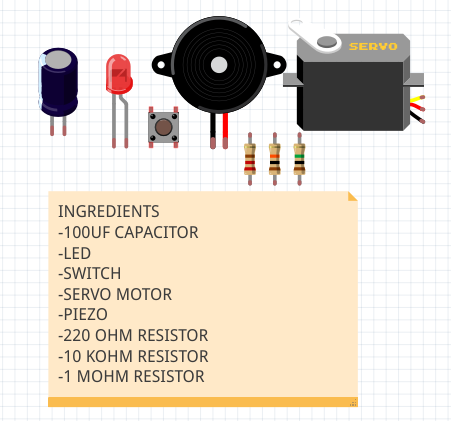 SERVO
INGREDIENTS
-100UF CAPACITOR
-LED
-SWITCH
-SERVO MOTOR
-PIEZO
-220 OHM RESISTOR
-10 KOHM RESISTOR
-1 MOHM RESISTOR